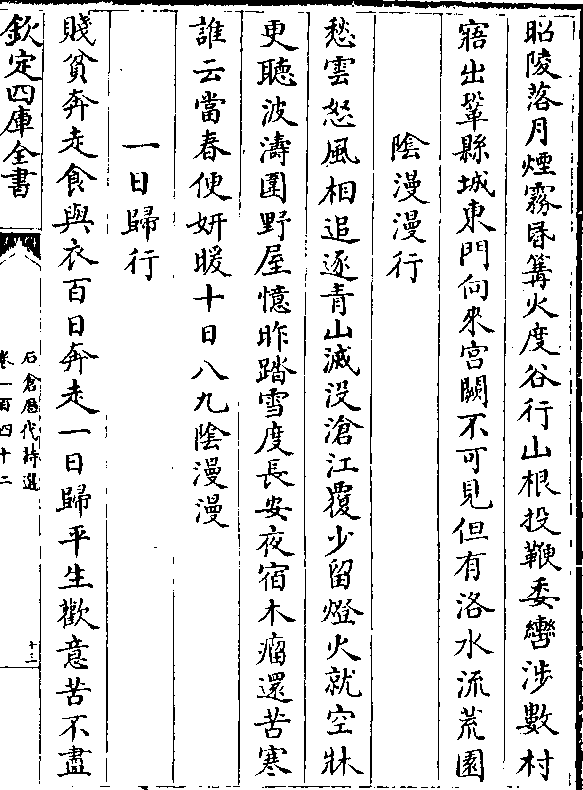 昭陵落月煙霧昏篝火度谷行山根投鞭委轡涉數村
寤出鞏縣城東門向來宮闕不可見但有洛水流荒園
陰漫漫行
愁雲怒風相追逐青山滅没滄江覆少留燈火就空牀
更聽波濤圍野屋憶昨踏雪度長安夜宿木瘤還苦寒
誰云當春便妍暖十日八九陰漫漫
一日歸行
賤貧奔走食與衣百日奔走一日歸平生歡意苦不盡
欽定四庫全書
石倉歷代詩選
卷一百四十二
十三